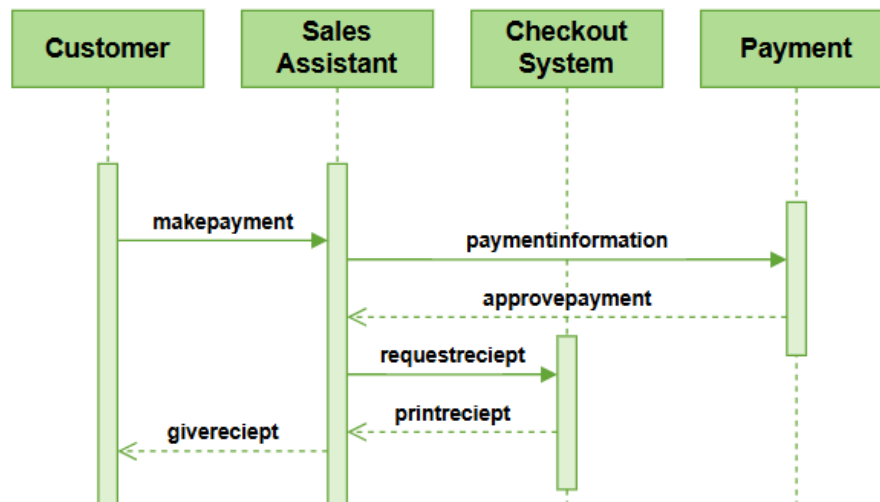 Customer
Sales
Assistant
Checkout
System
Payment
makepayment
paymentinformation
approvepayment
requestreciept
printreciept
givereciept